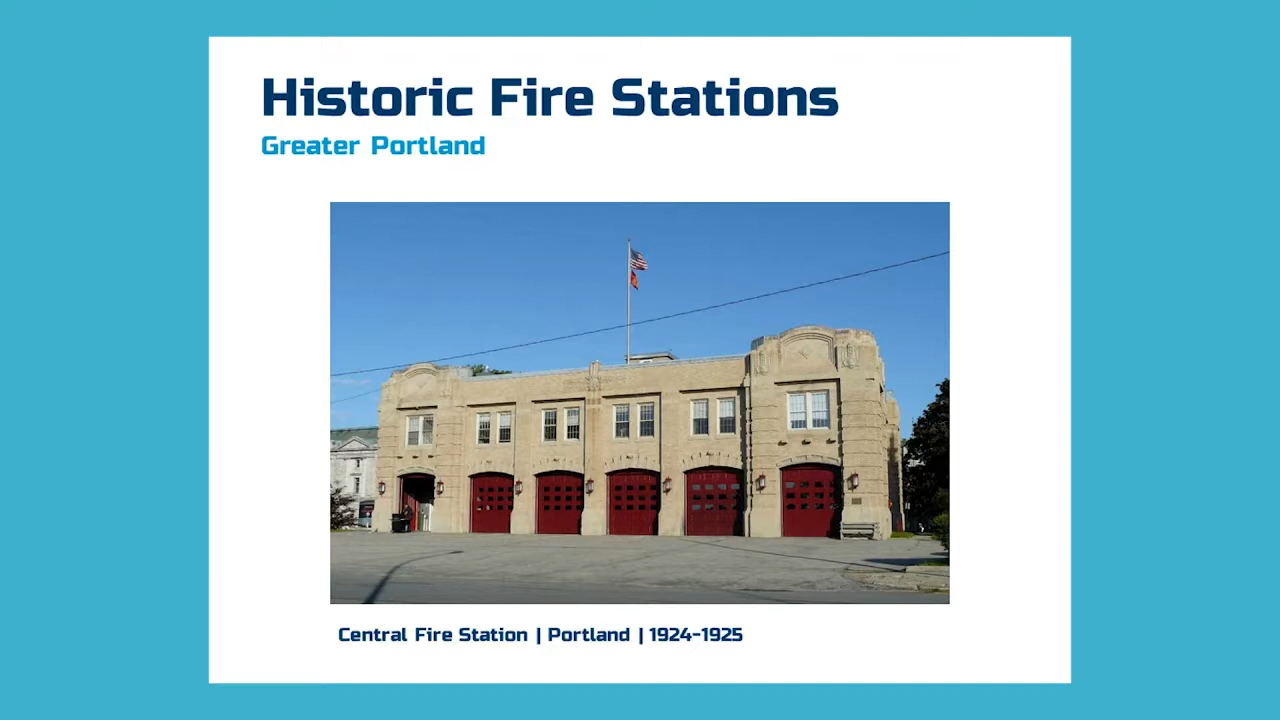 Historic Fire Stations
Greater Portland
Central Fire Station | Portland | 1924-1925